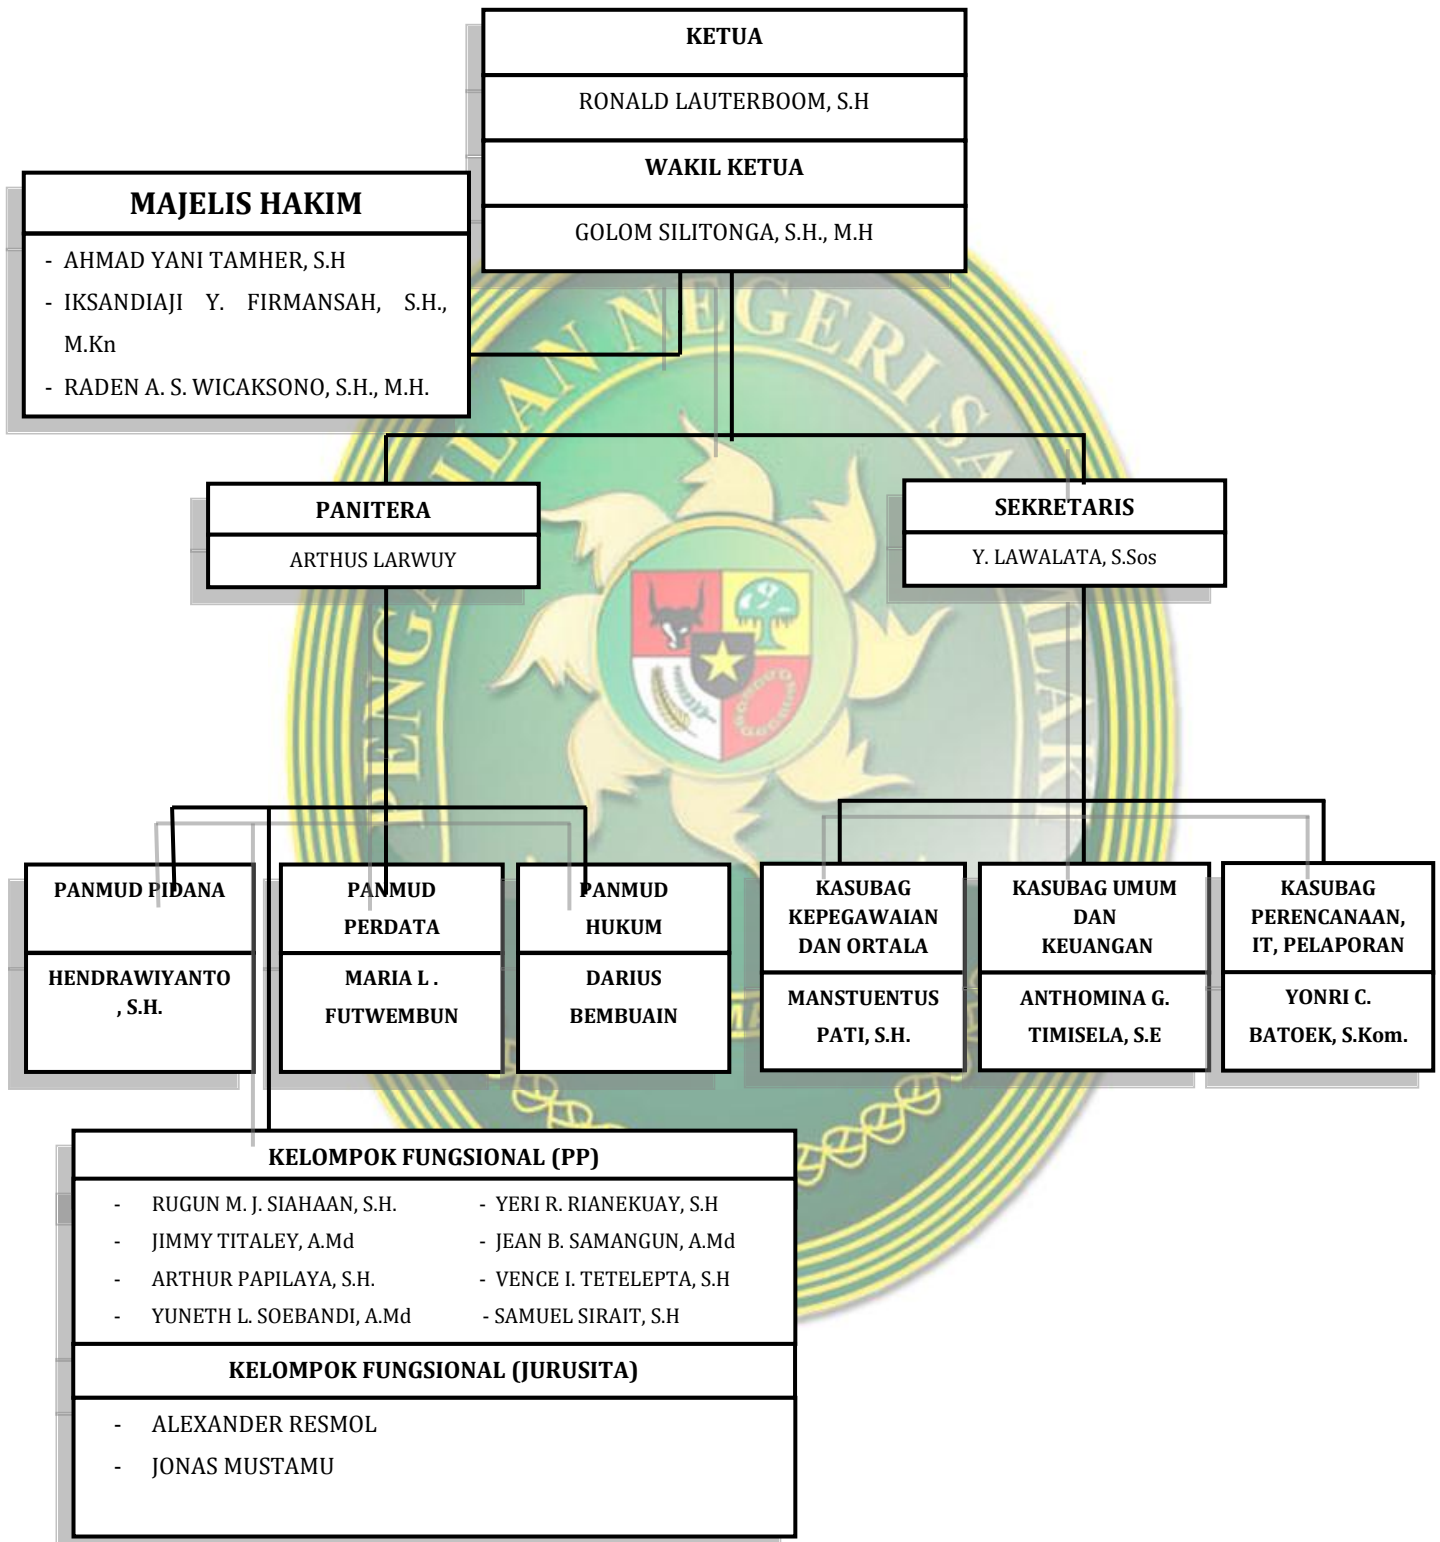 KETUA
RONALD LAUTERBOOM, S.H
WAKIL KETUA
GOLOM SILITONGA, S.H., M.H
MAJELIS HAKIM
- AHMAD YANI TAMHER, S.H
- IKSANDIAJI Y. FIRMANSAH, S.H.,
M.Kn
- RADEN A. S. WICAKSONO, S.H., M.H.
PENGADILAN NEGERI SAUMLAKI
PANITERA
ARTHUS LARWUY
SEKRETARIS
Y. LAWALATA, S.Sos
PANMUD PIDANA
HENDRAWIYANTO
, S.H.
PANMUD
PERDATA
MARIA L .
FUTWEMBUN
PANMUD
HUKUM
DARIUS
BEMBUAIN
KASUBAG
KEPEGAWAIAN
DAN ORTALA
MANSTUENTUS
PATI, S.H.
KASUBAG UMUM
DAN
KEUANGAN
ANTHOMINA G.
TIMISELA, S.E
KASUBAG
PERENCANAAN,
IT, PELAPORAN
YONRI C.
BATOEK, S.Kom.
KELOMPOK FUNGSIONAL (PP)
- RUGUN M. J. SIAHAAN, S.H. - YERI R. RIANEKUAY, S.H
- JIMMY TITALEY, A.Md - JEAN B. SAMANGUN, A.Md
- ARTHUR PAPILAYA, S.H. - VENCE I. TETELEPTA, S.H
- YUNETH L. SOEBANDI, A.Md - SAMUEL SIRAIT, S.H
KELOMPOK FUNGSIONAL (JURUSITA)
- ALEXANDER RESMOL
- JONAS MUSTAMU